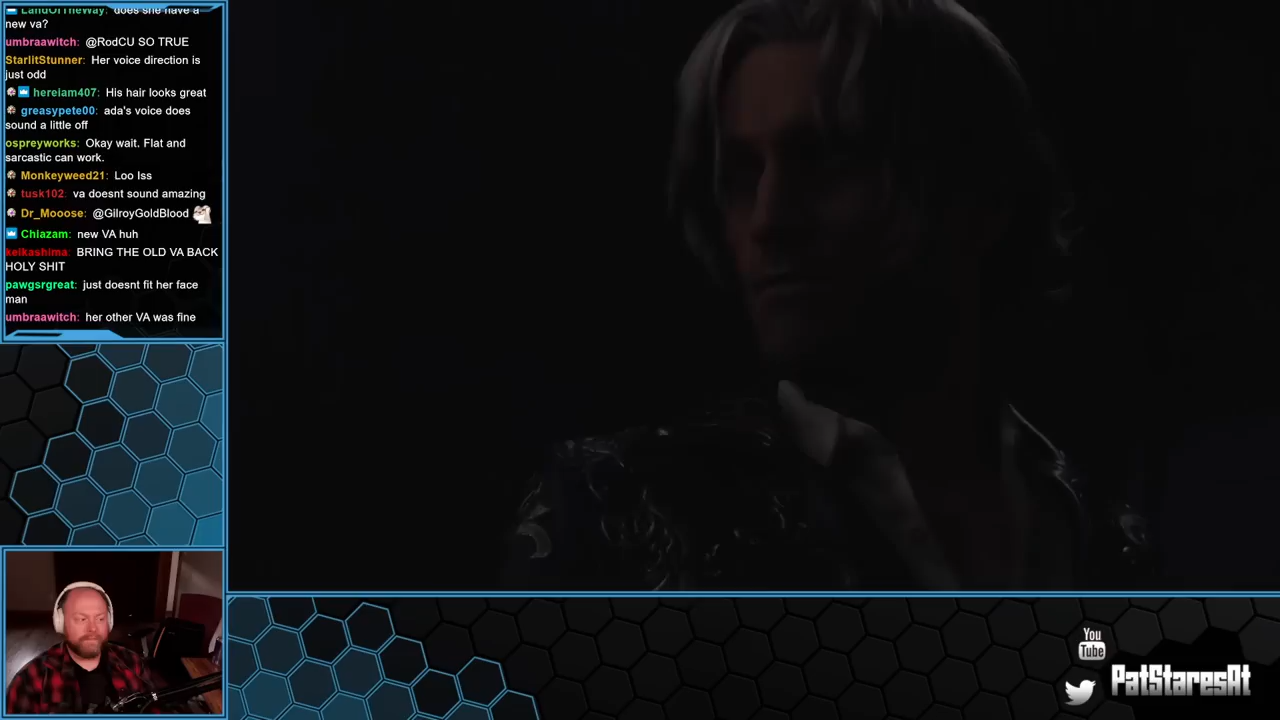 LandOfTheWay: does she have a
new va?
umbraawitch: @RodCU SO TRUE
StarlitStunner: Her voice direction is
just odd
hereiam407: His hair looks great
greasypete00: ada's voice does
sound a little off
ospreyworks: Okay wait. Flat and
sarcastic can work.
Monkeyweed21: Loo Iss
tusk102: va doesnt sound amazing
Dr_Mooose: @GilroyGoldBlood
Chlazam: new VA huh
keikashima: BRING THE OLD VA BACK
HOLY SHIT
pawgsrgreat: just doesnt fit her face
man
umbraawitch: her other VA was fine
You
Tube
PatStaresAt